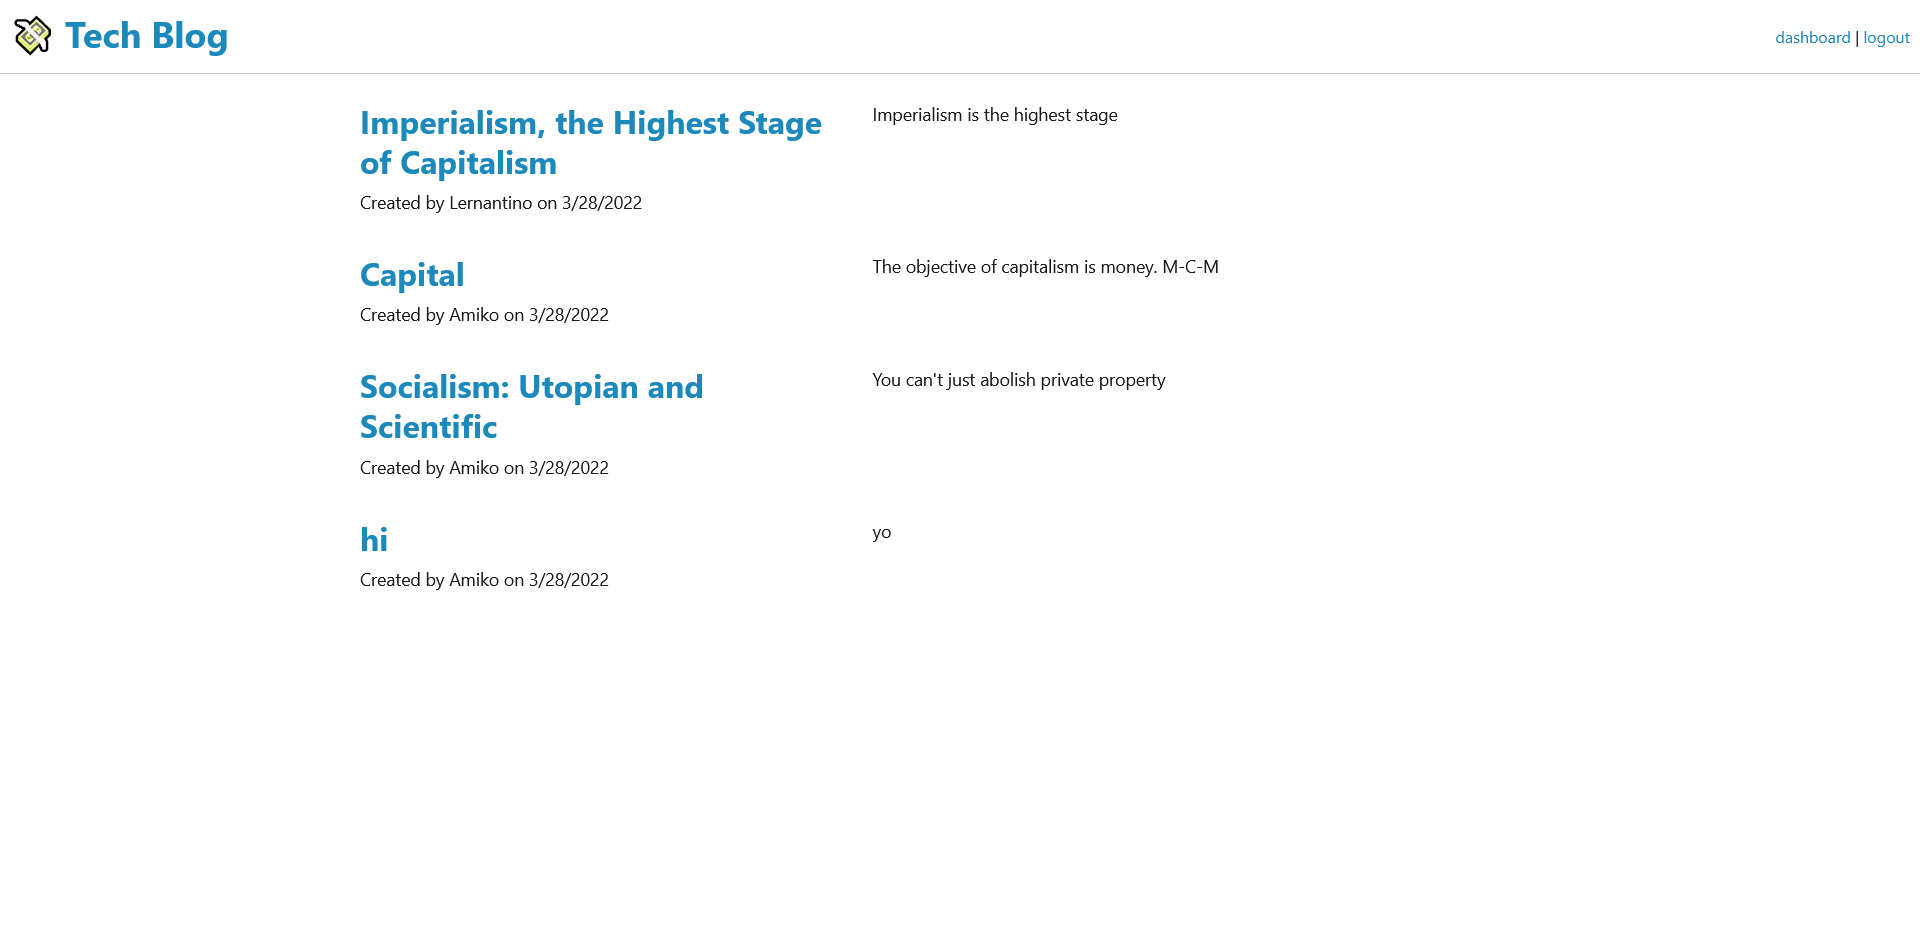 Tech Blog
dashboard | logout
Imperialism, the Highest Stage
of Capitalism
Created by Lernantino on 3/28/2022
Imperialism is the highest stage
Capital
Created by Amiko on 3/28/2022
The objective of capitalism is money. M-C-M
Socialism: Utopian and
Scientific
Created by Amiko on 3/28/2022
You can't just abolish private property
hi
Created by Amiko on 3/28/2022
yo